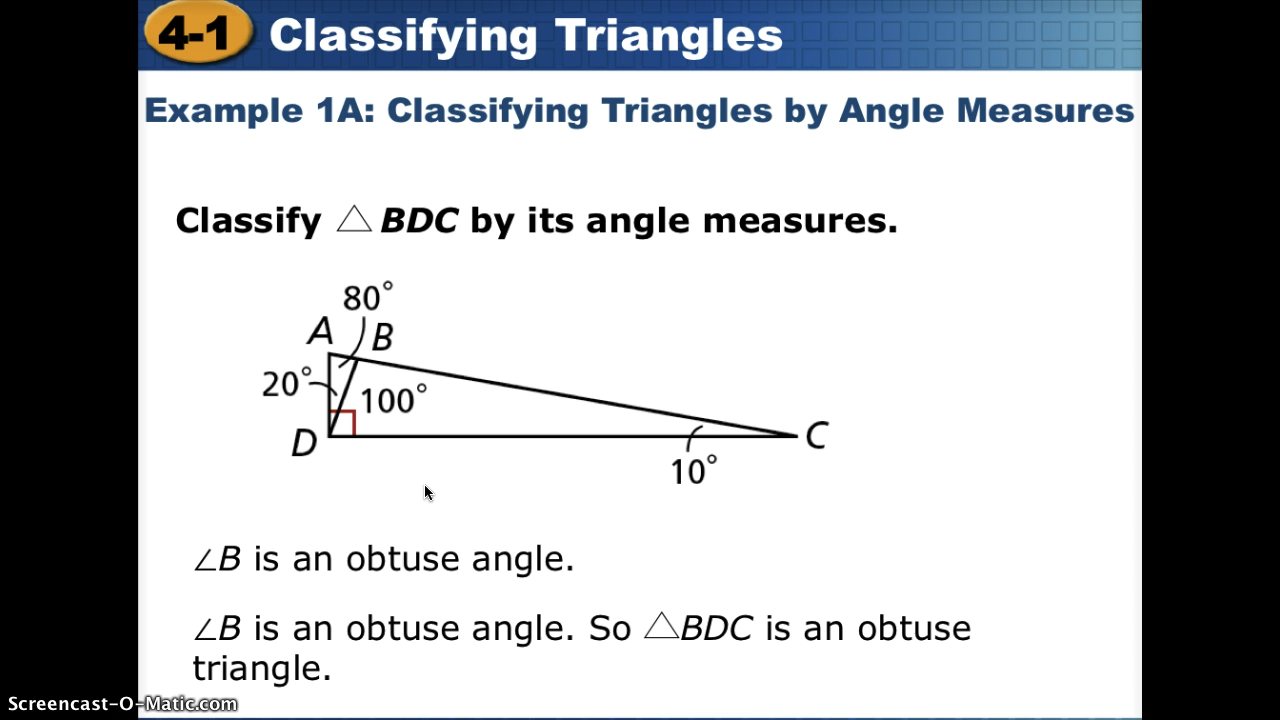 4-1 Classifying Triangles
Example 1A: Classifying Triangles by Angle Measures
Classify △BDC by its angle measures.
80°
A B
20° 100°
D C
10°
∠B is an obtuse angle.
∠B is an obtuse angle. So △BDC is an obtuse
triangle.
Screencast-O-Matic.com